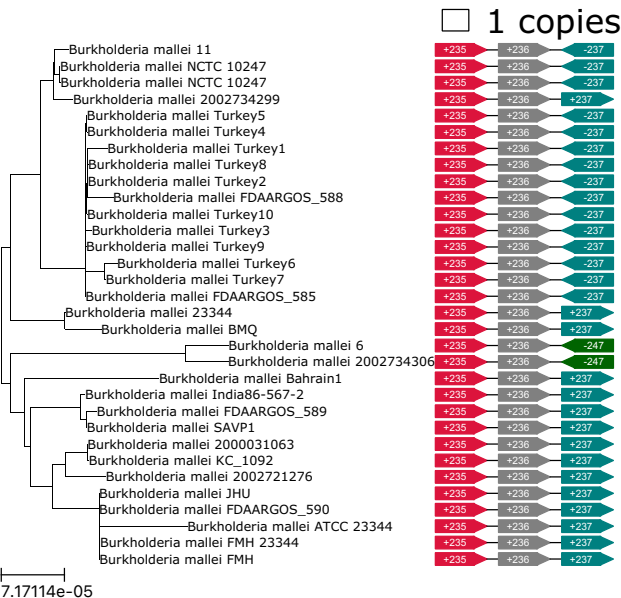 1 copies
Burkholderia mallei 11 +235 +236 -237
Burkholderia mallei NCTC 10247 +235 +236 -237
Burkholderia mallei NCTC 10247 +235 +236 -237
Burkholderia mallei 2002734299 +235 +236 +237
Burkholderia mallei Turkey5 +235 +236 -237
Burkholderia mallei Turkey4 +235 +236 -237
Burkholderia mallei Turkey1 +235 +236 -237
Burkholderia mallei Turkey8 +235 +236 -237
Burkholderia mallei Turkey2 +235 +236 -237
Burkholderia mallei FDAARGOS_588 +235 +236 -237
Burkholderia mallei Turkey10 +235 +236 -237
Burkholderia mallei Turkey3 +235 +236 -237
Burkholderia mallei Turkey9 +235 +236 -237
Burkholderia mallei Turkey6 +235 +236 -237
Burkholderia mallei Turkey7 +235 +236 -237
Burkholderia mallei FDAARGOS_585 +235 +236 -237
Burkholderia mallei 23344 +235 +236 +237
Burkholderia mallei BMQ +235 +236 +237
Burkholderia mallei 6 +235 +236 -247
Burkholderia mallei 2002734306 +235 +236 -247
Burkholderia mallei Bahrain1 +235 +236 +237
Burkholderia mallei India86-567-2 +235 +236 +237
Burkholderia mallei FDAARGOS_589 +235 +236 +237
Burkholderia mallei SAVP1 +235 +236 +237
Burkholderia mallei 2000031063 +235 +236 +237
Burkholderia mallei KC_1092 +235 +236 +237
Burkholderia mallei 2002721276 +235 +236 +237
Burkholderia mallei JHU +235 +236 +237
Burkholderia mallei FDAARGOS_590 +235 +236 +237
Burkholderia mallei ATCC 23344 +235 +236 +237
Burkholderia mallei FMH 23344 +235 +236 +237
Burkholderia mallei FMH +235 +236 +237
7.17114e-05